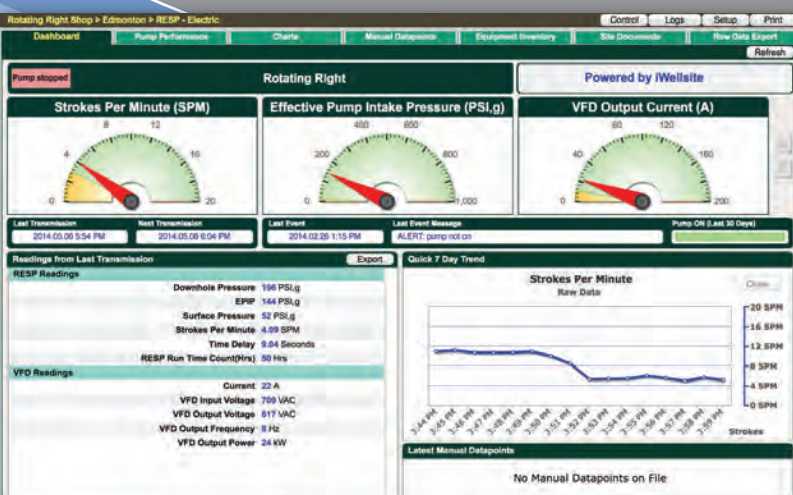 Rotating Right Shop > Edmonton > RESP - Electric
Control Logs Setup Print
Dashboard Pump Performance Charts Manual Datapoints Equipment Inventory Site Documents Raw Data Export
Refresh
Pump stopped
Rotating Right
Powered by iWellsite
Strokes Per Minute (SPM)
0 4 8 12 16 20
Effective Pump Intake Pressure (PSI,g)
0 200 400 600 800 1,000
VFD Output Current (A)
0 40 80 120 160 200
Last Transmission
2014.05.06 5:54 PM
Next Transmission
2014.05.06 6:04 PM
Last Event
2014.02.26 1:15 PM
Last Event Message
ALERT: pump not on
Pump ON (Last 30 Days)
Readings from Last Transmission
Export
RESP Readings
Downhole Pressure 196 PSI,g
EPIP 144 PSI,g
Surface Pressure 52 PSI,g
Strokes Per Minute 4.09 SPM
Time Delay 9.04 Seconds
RESP Run Time Count(Hrs) 50 Hrs
VFD Readings
Current 22 A
VFD Input Voltage 709 VAC
VFD Output Voltage 617 VAC
VFD Output Frequency 8 Hz
VFD Output Power 24 kW
Quick 7 Day Trend
Strokes Per Minute
Raw Data
20 SPM
16 SPM
12 SPM
8 SPM
4 SPM
0 SPM
3:44 PM 3:45 PM 3:46 PM 3:47 PM 3:48 PM 3:49 PM 3:50 PM 3:51 PM 3:52 PM 3:53 PM 3:54 PM 3:55 PM 3:56 PM 3:57 PM 3:58 PM 3:59 PM
Strokes
Latest Manual Datapoints
No Manual Datapoints on File